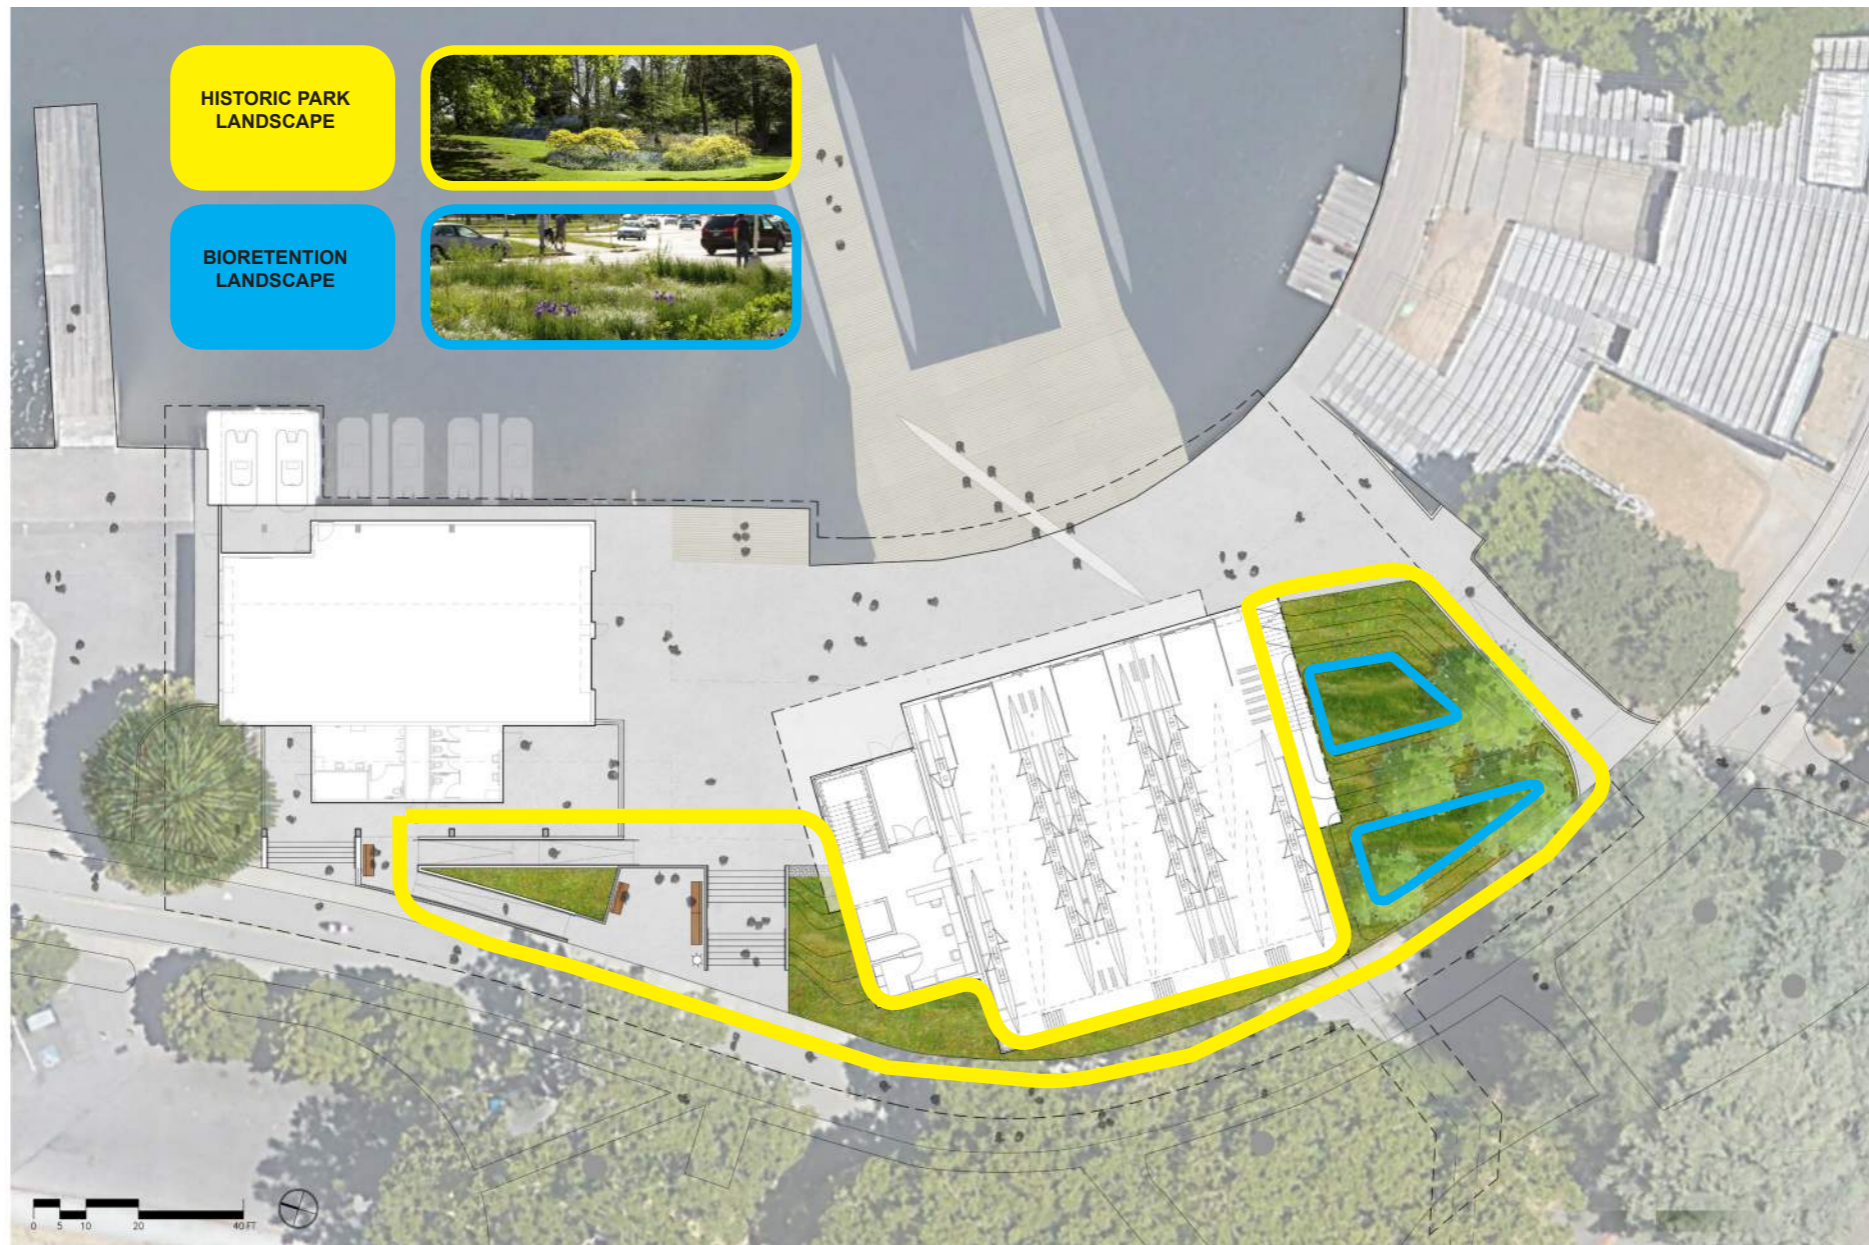 HISTORIC PARK
LANDSCAPE
BIORETENTION
LANDSCAPE
0 5 10 20 40 FT